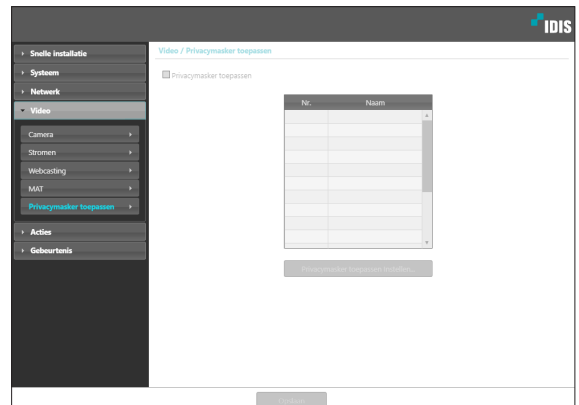 IDIS
Snelle installatie
Systeem
Netwerk
Video
Camera
Stromen
Webcasting
MAT
Privacymasker toepassen
Acties
Gebeurtenis
Video / Privacymasker toepassen
Privacymasker toepassen
Nr. Naam
Privacymasker toepassen Instellen...